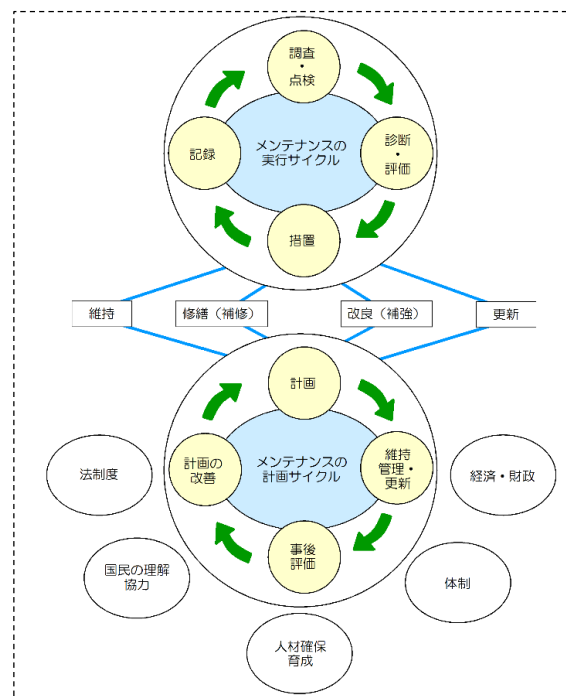 調査
・
点検
メンテナンスの
実行サイクル
記録
診断
・
評価
措置
維持
修繕（補修）
改良（補強）
更新
計画
メンテナンスの
計画サイクル
計画の
改善
維持
管理・
更新
事後
評価
法制度
経済・財政
国民の理解
協力
体制
人材確保
育成